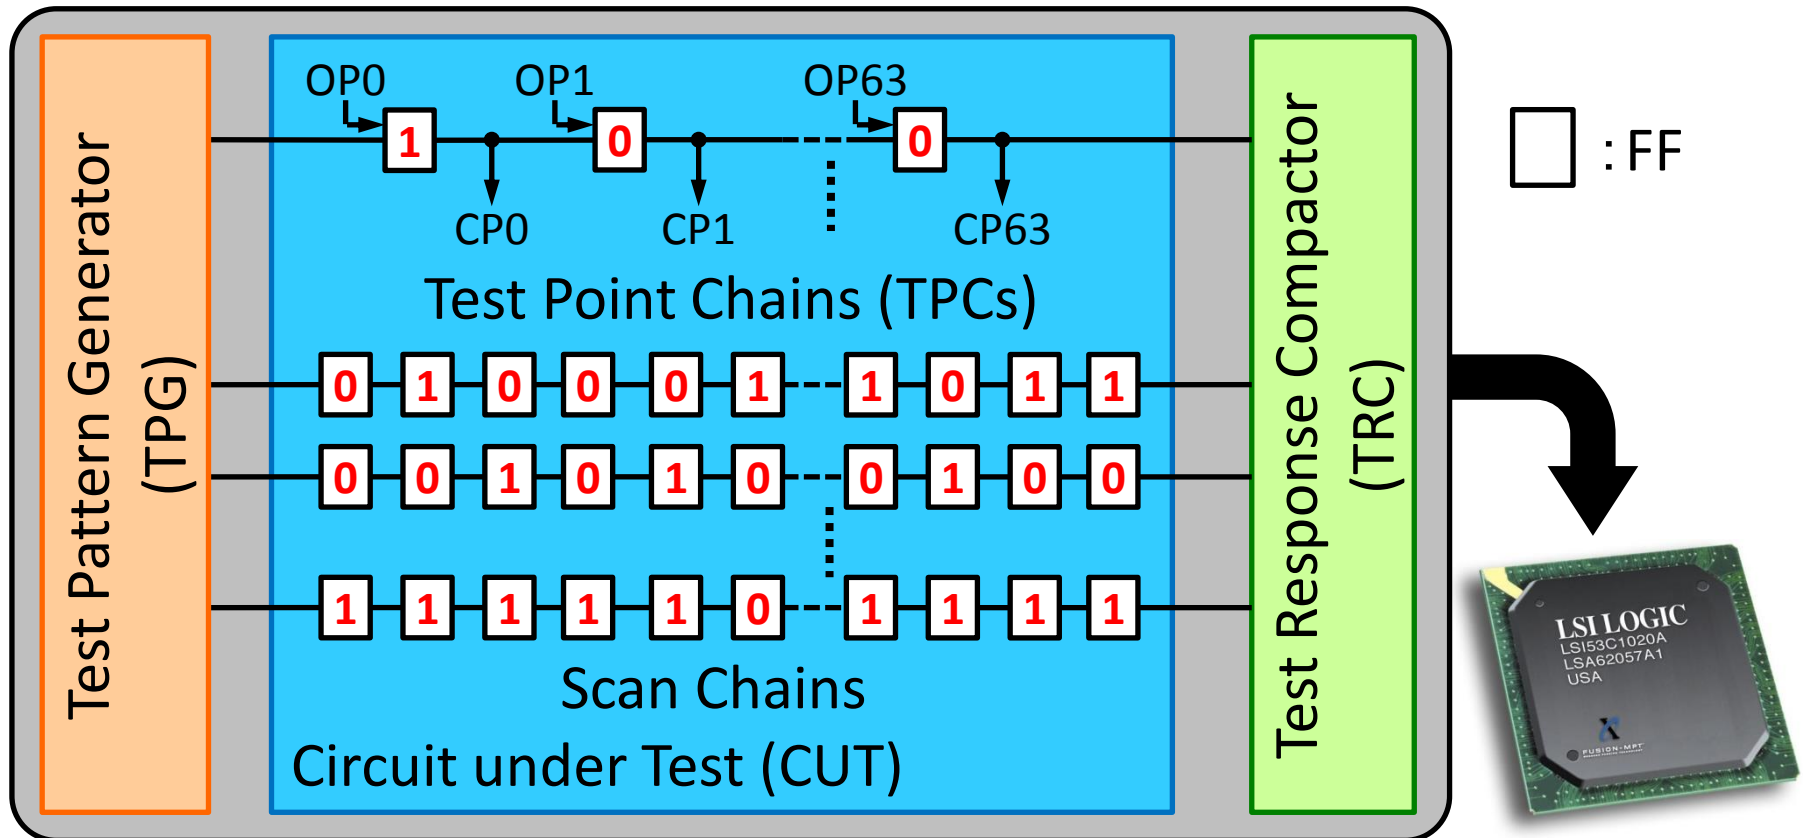 Test Pattern Generator
(TPG)
OP0 OP1 OP63
1 0 0
CP0 CP1 CP63
Test Point Chains (TPCs)
0 1 0 0 0 1 1 0 1 1
0 0 1 0 1 0 0 1 0 0
1 1 1 1 1 0 1 1 1 1
Scan Chains
Circuit under Test (CUT)
Test Response Compactor
(TRC)
: FF
LSI LOGIC
LSI53C1020A
LSA62057A1
USA
FUSION-MPT